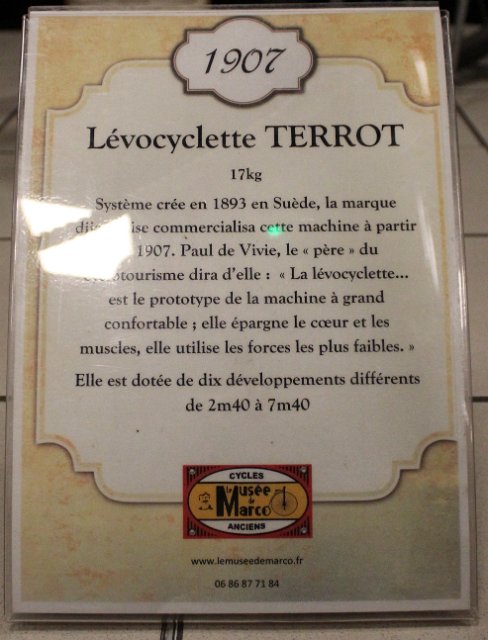 1907
Lévocyclette TERROT
17kg
Système crée en 1893 en Suède, la marque
commercialisa cette machine à partir
1907. Paul de Vivie, le « père » du
dira d'elle : « La lévocyclette...
est le prototype de la machine à grand
confortable ; elle épargne le cœur et les
muscles, elle utilise les forces les plus faibles. »
Elle est dotée de dix développements différents
de 2m40 à 7m40
CYCLES
le Musée de Marco
ANCIENS
www.lemuseedemarco.fr
06 86 87 71 84